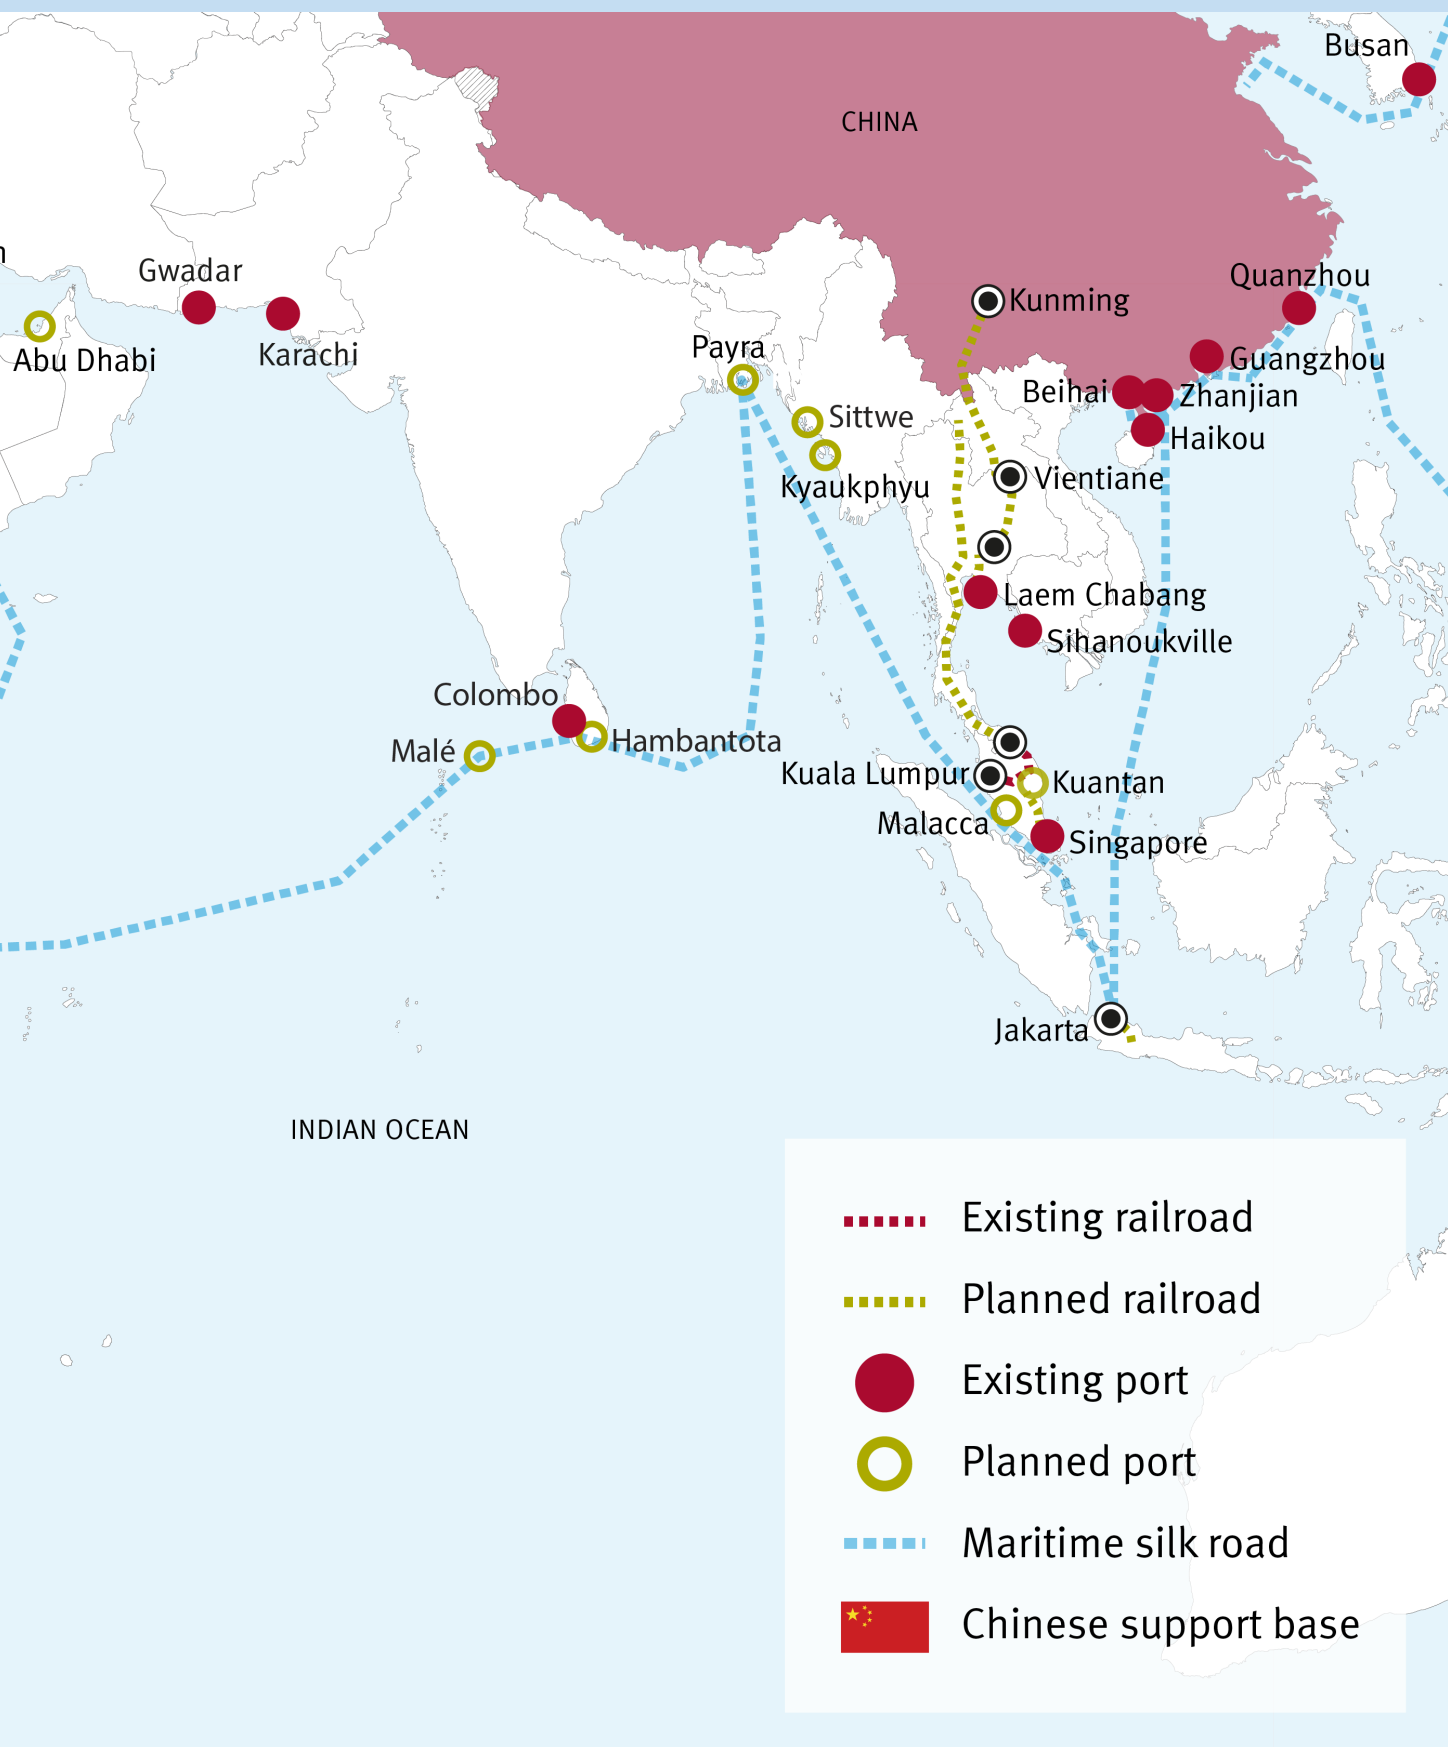 Busan
CHINA
Gwadar
Quanzhou
Kunming
Karachi
Abu Dhabi
Payra
Guangzhou
Beihai
Zhanjian
Sittwe
Haikou
Kyaukphyu
Vientiane
Laem Chabang
Sihanoukville
Colombo
Hambantota
Malé
Kuala Lumpur
Kuantan
Malacca
Singapore
Jakarta
INDIAN OCEAN
Existing railroad
Planned railroad
Existing port
Planned port
Maritime silk road
Chinese support base